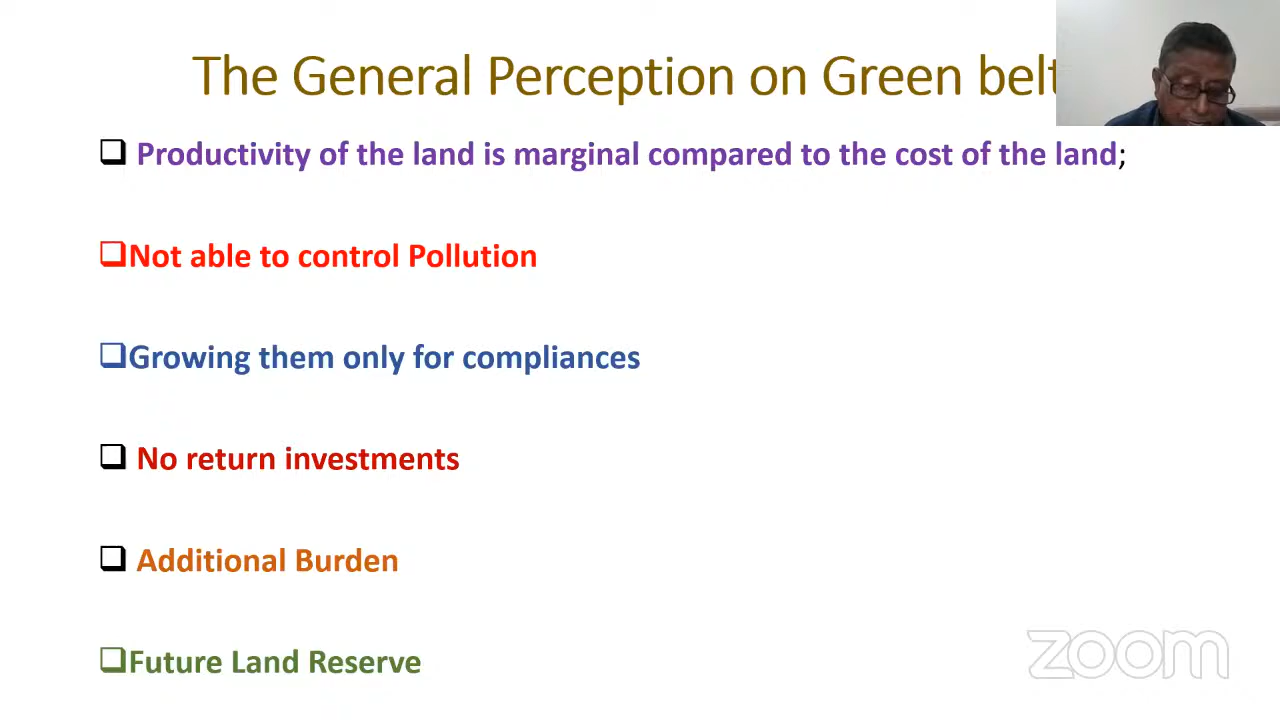 The General Perception on Green belt
Productivity of the land is marginal compared to the cost of the land;
Not able to control Pollution
Growing them only for compliances
No return investments
Additional Burden
Future Land Reserve
zoom